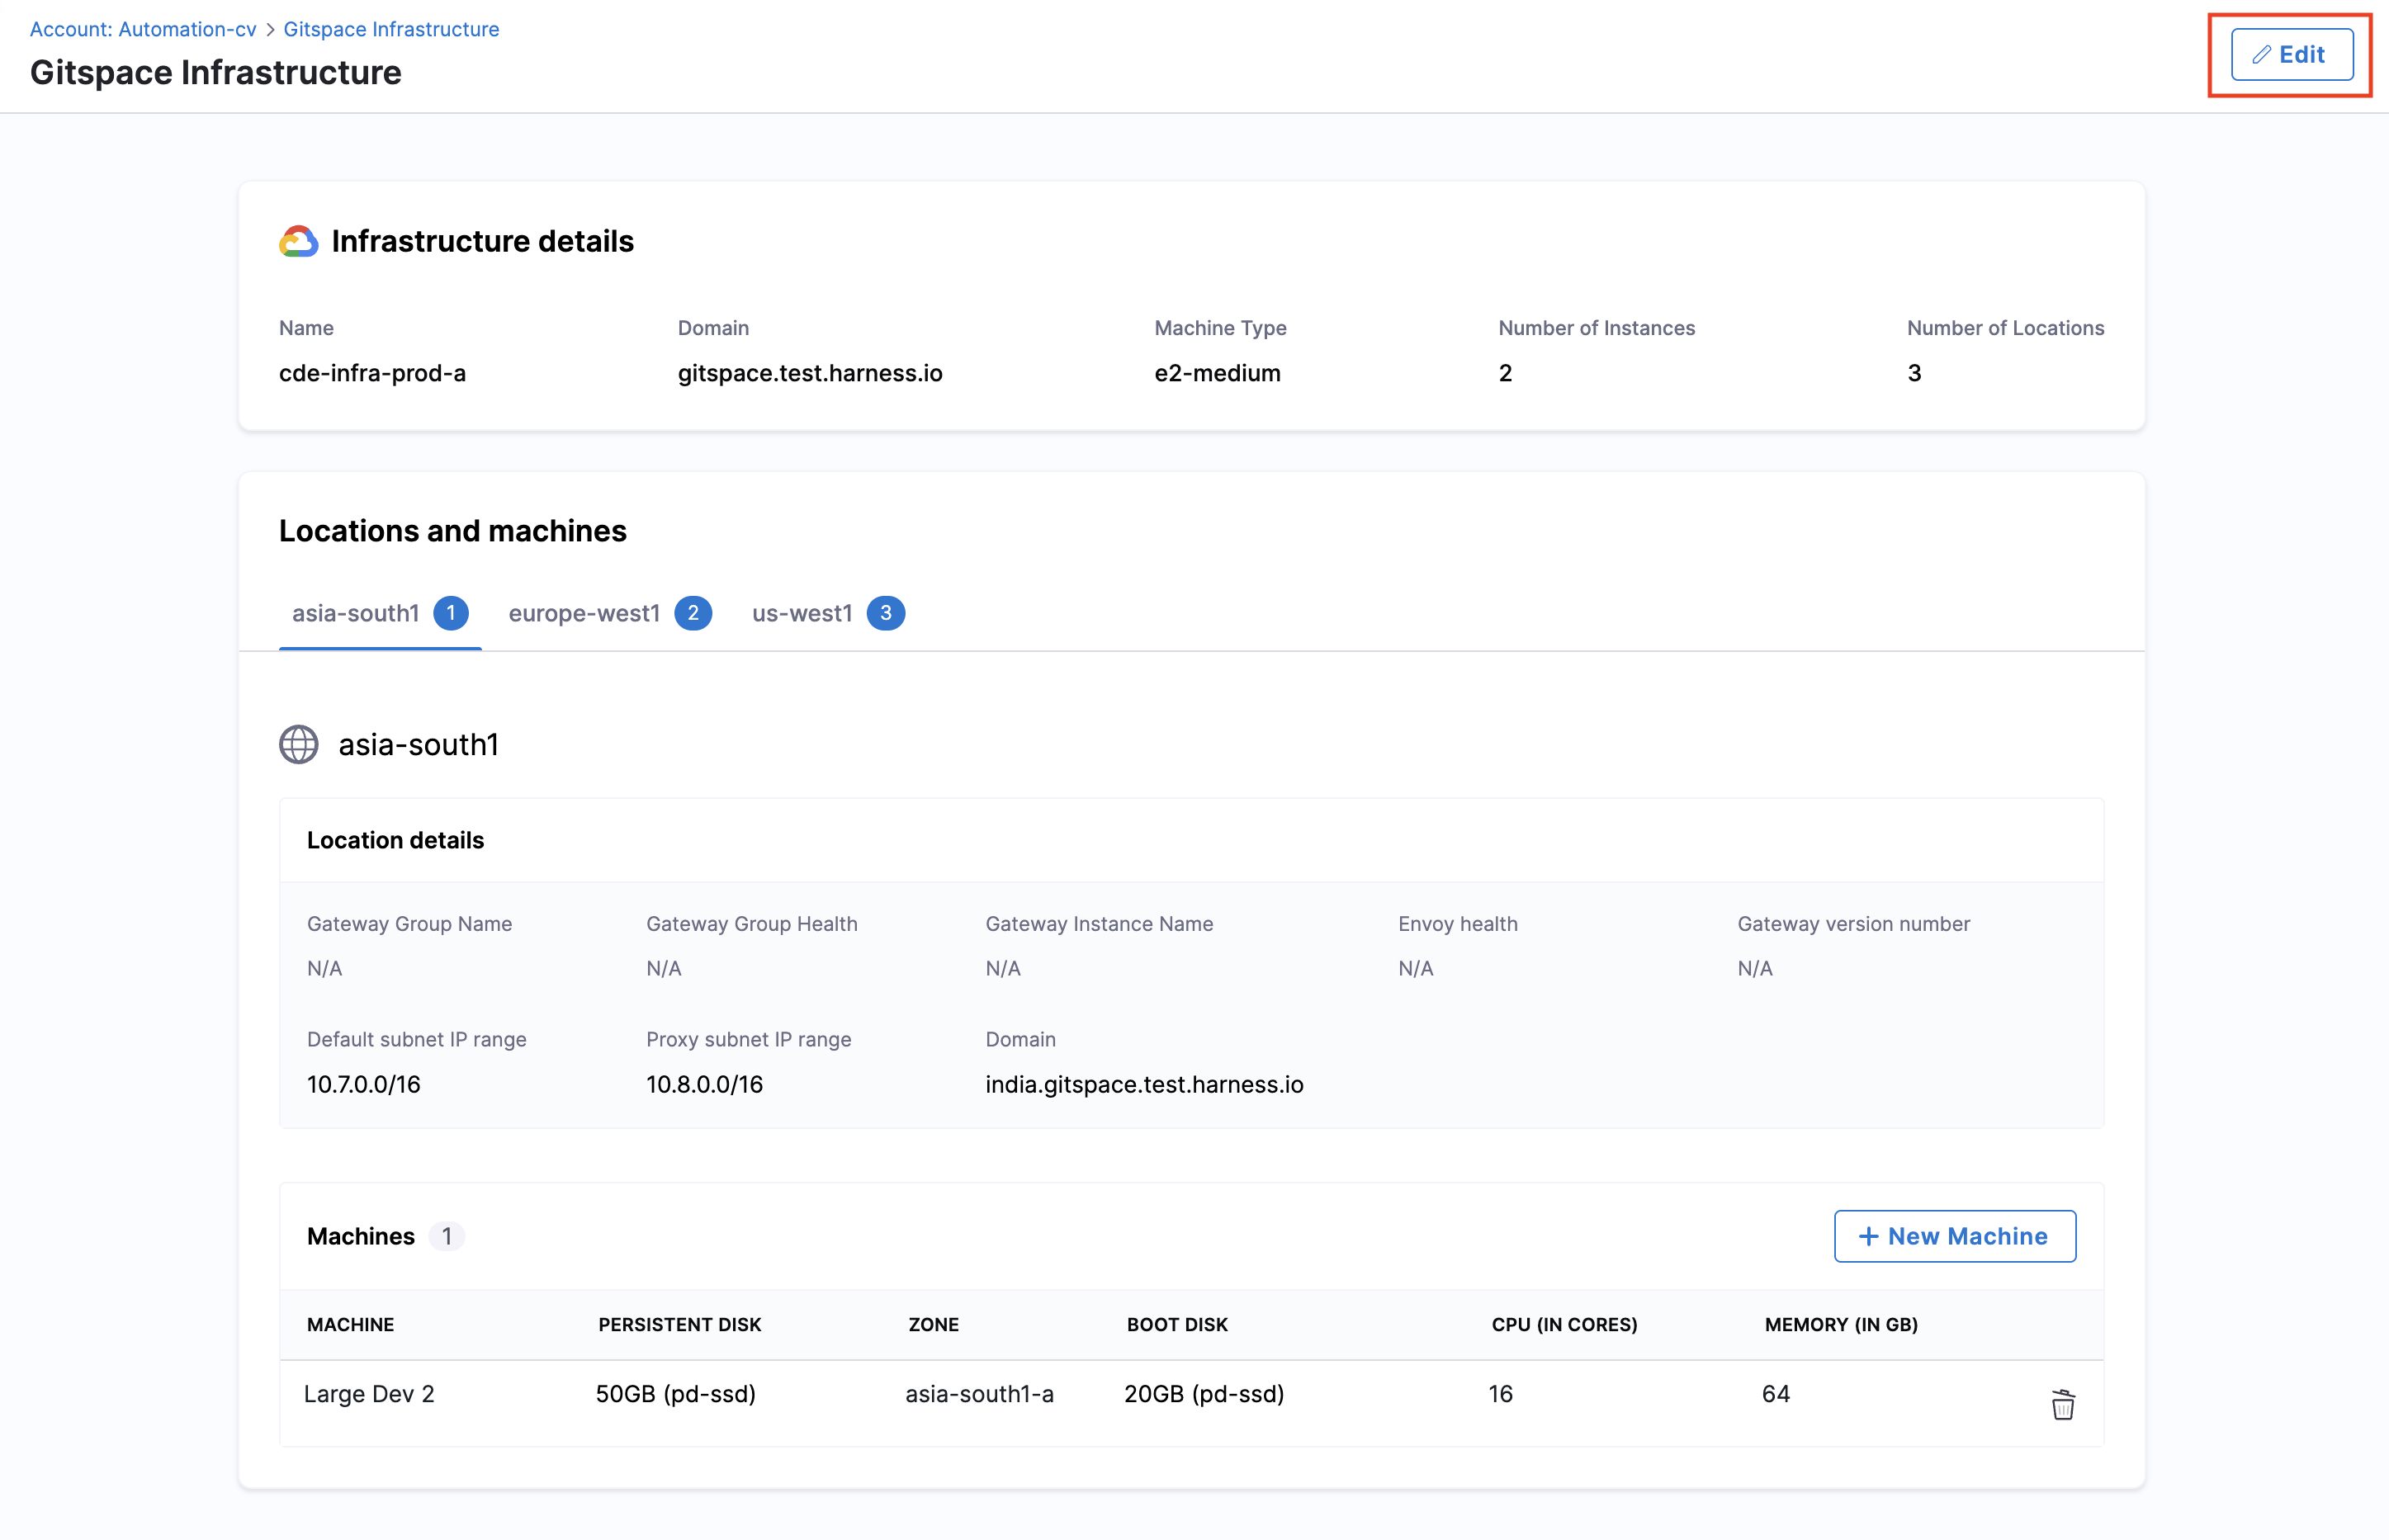 Account: Automation-cv > Gitspace Infrastructure
Gitspace Infrastructure
Edit
Infrastructure details
Name Domain Machine Type Number of Instances Number of Locations
cde-infra-prod-a gitspace.test.harness.io e2-medium 2 3
Locations and machines
asia-south1 1 europe-west1 2 us-west1 3
asia-south1
Location details
Gateway Group Name Gateway Group Health Gateway Instance Name Envoy health Gateway version number
N/A N/A N/A N/A N/A
Default subnet IP range Proxy subnet IP range Domain
10.7.0.0/16 10.8.0.0/16 india.gitspace.test.harness.io
Machines 1
+ New Machine
MACHINE PERSISTENT DISK ZONE BOOT DISK CPU (IN CORES) MEMORY (IN GB)
Large Dev 2 50GB (pd-ssd) asia-south1-a 20GB (pd-ssd) 16 64